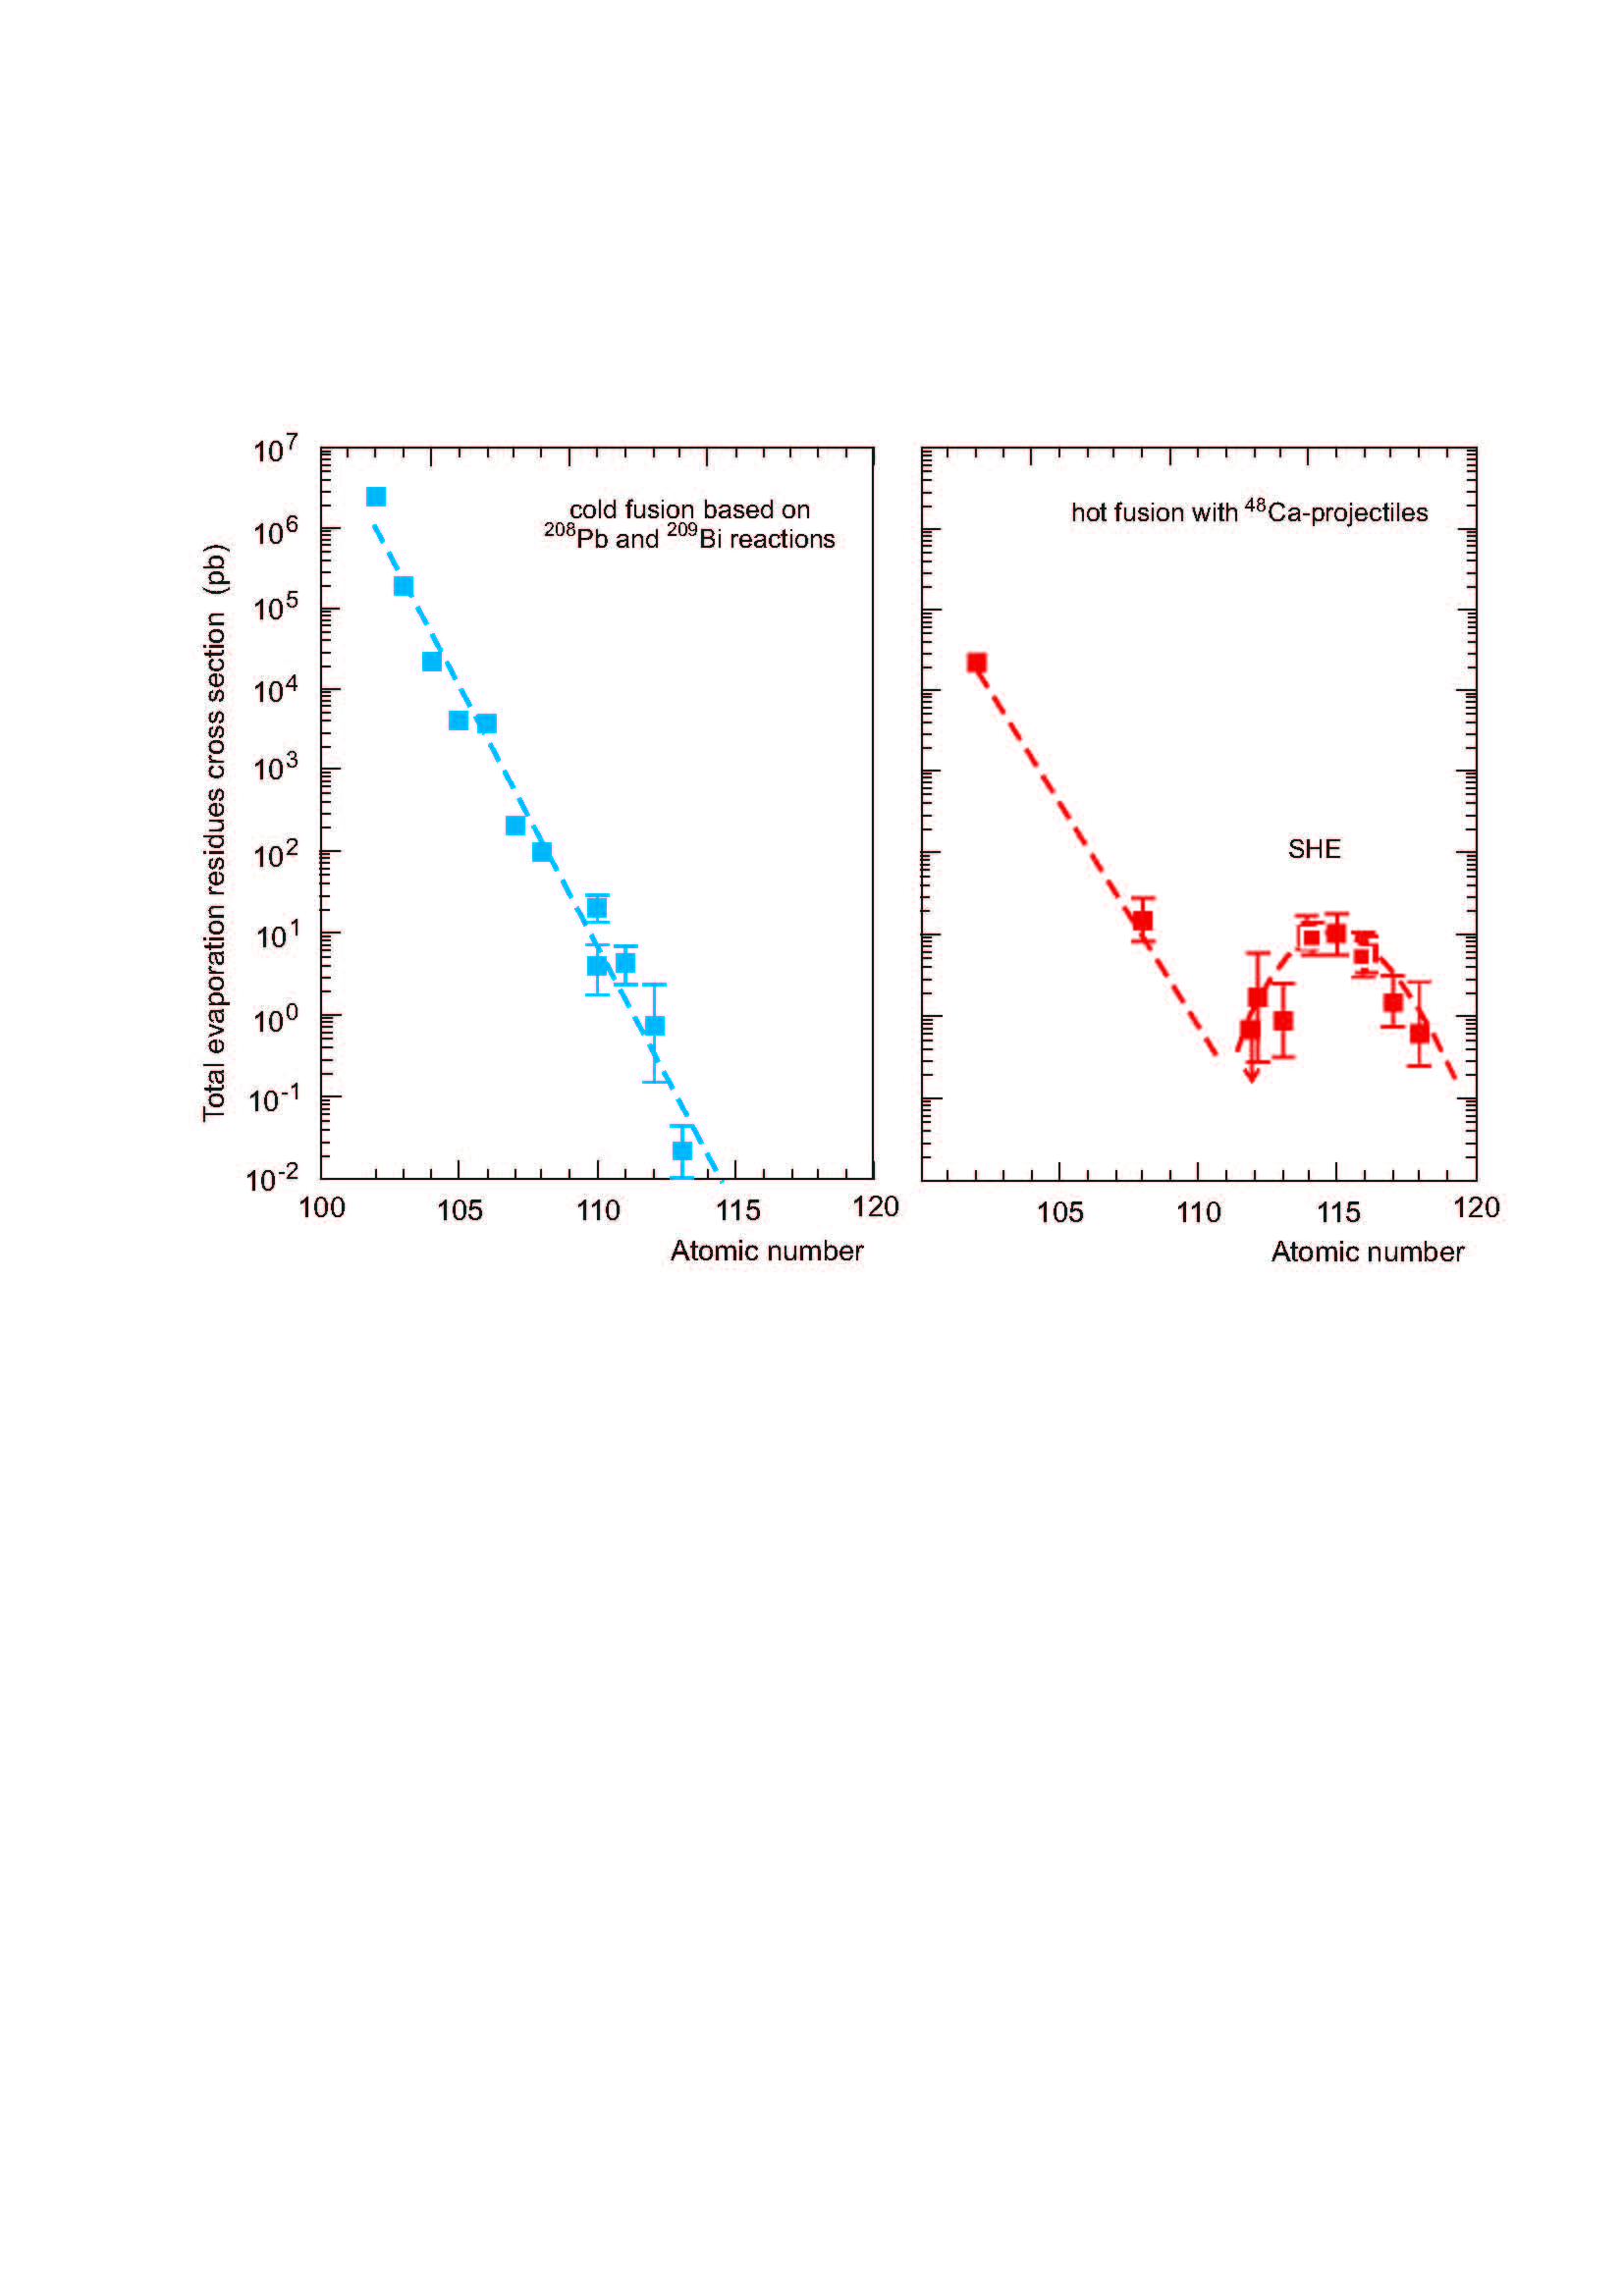 Total evaporation residues cross section (pb)
10⁷
10⁶
10⁵
10⁴
10³
10²
10¹
10⁰
10⁻¹
10⁻²
cold fusion based on
²⁰⁸Pb and ²⁰⁹Bi reactions
100 105 110 115 120
Atomic number
hot fusion with ⁴⁸Ca-projectiles
SHE
105 110 115 120
Atomic number